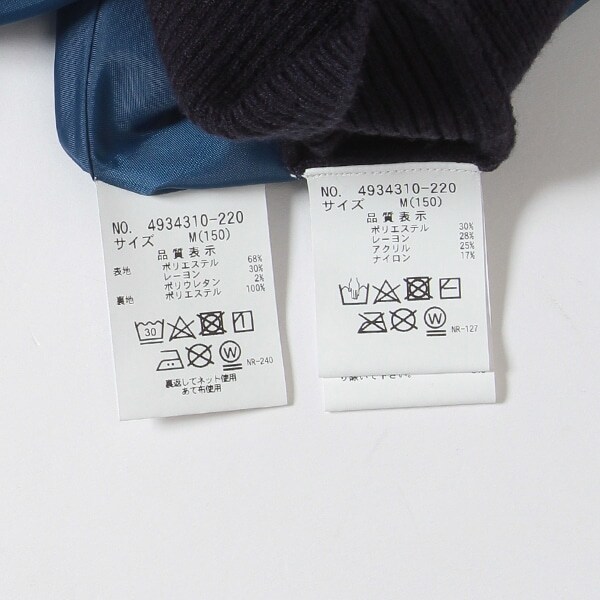 NO. 4934310-220
サイズ M(150)
品質表示
表地 ポリエステル 68%
レーヨン 30%
ポリウレタン 2%
裏地 ポリエステル 100%
30
W
NR-240
裏返してネット使用
あて布使用
NO. 4934310-220
サイズ M(150)
品質表示
ポリエステル 30%
レーヨン 28%
アクリル 25%
ナイロン 17%
W
NR-127